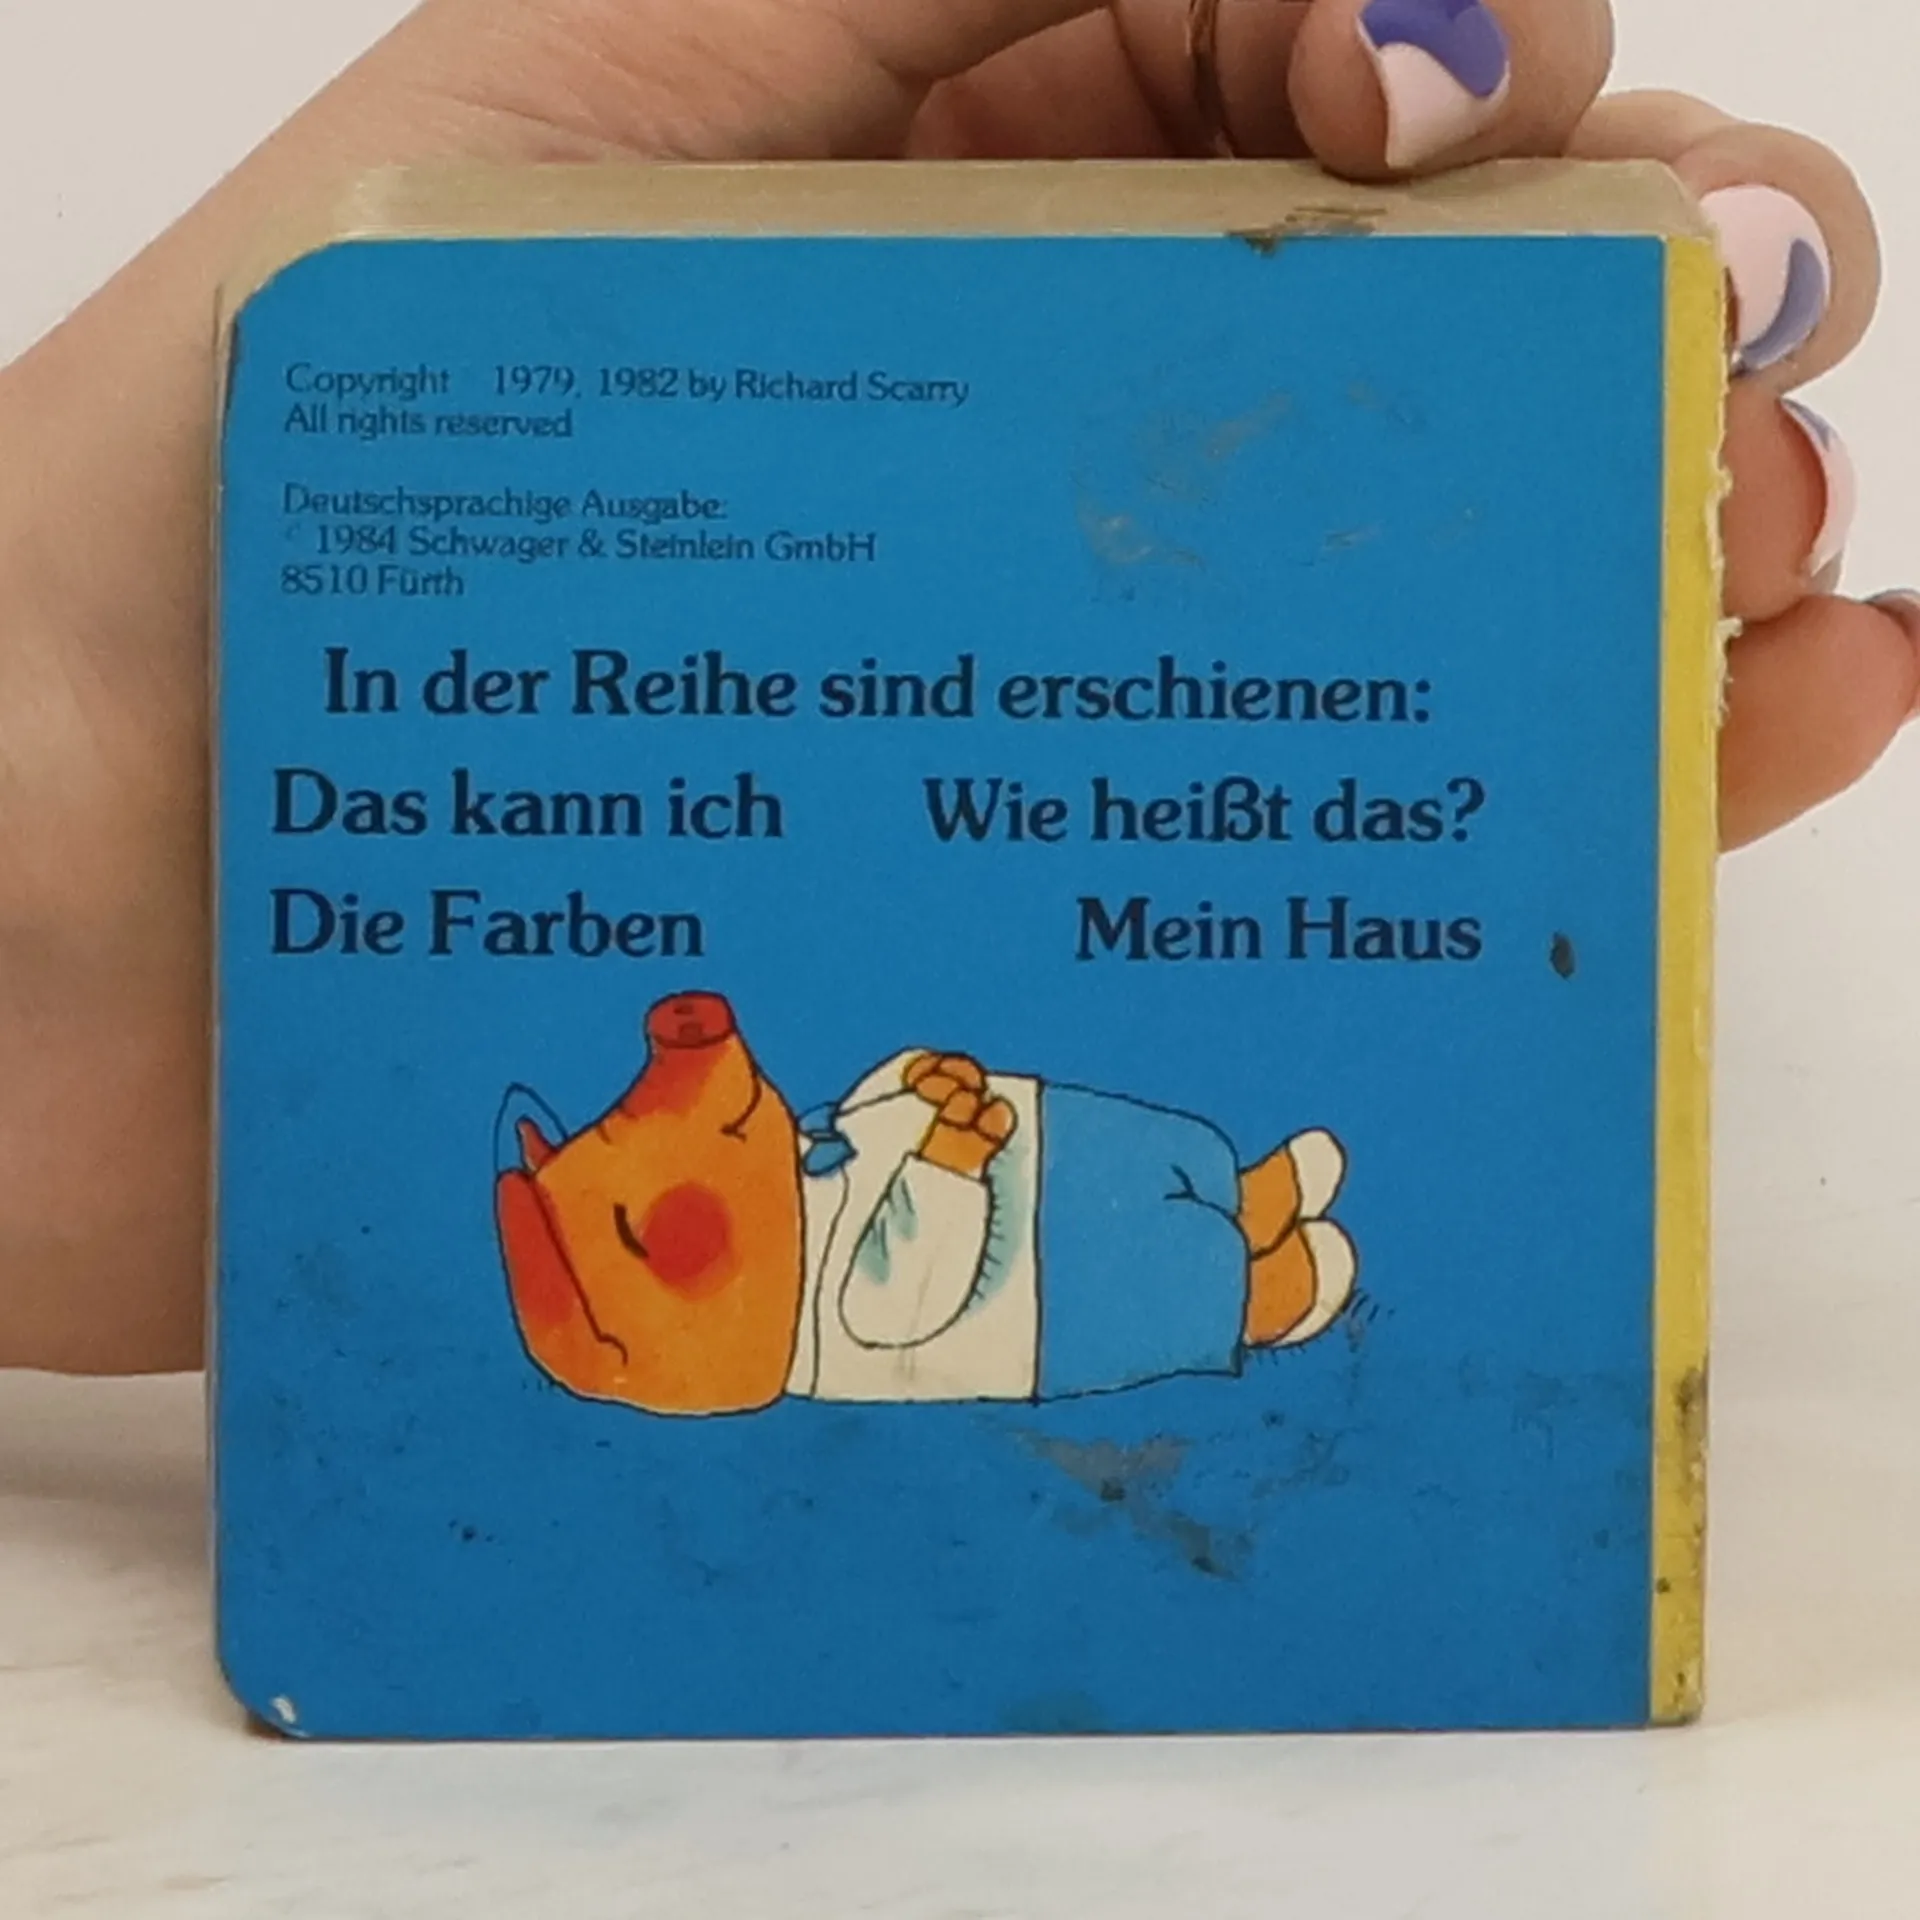 Copyright 1979, 1982 by Richard Scarry
All rights reserved
Deutschsprachige Ausgabe:
© 1984 Schwager & Steinlein GmbH
8510 Fürth
In der Reihe sind erschienen:
Das kann ich Wie heißt das?
Die Farben Mein Haus